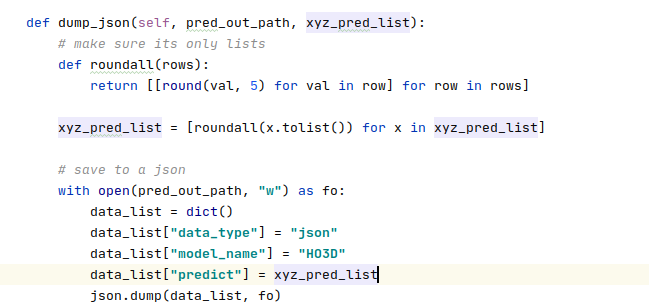 def dump_json(self, pred_out_path, xyz_pred_list):
    # make sure its only lists
    def roundall(rows):
        return [[round(val, 5) for val in row] for row in rows]
    xyz_pred_list = [roundall(x.tolist()) for x in xyz_pred_list]
    # save to a json
    with open(pred_out_path, "w") as fo:
        data_list = dict()
        data_list["data_type"] = "json"
        data_list["model_name"] = "HO3D"
        data_list["predict"] = xyz_pred_list
        json.dump(data_list, fo)